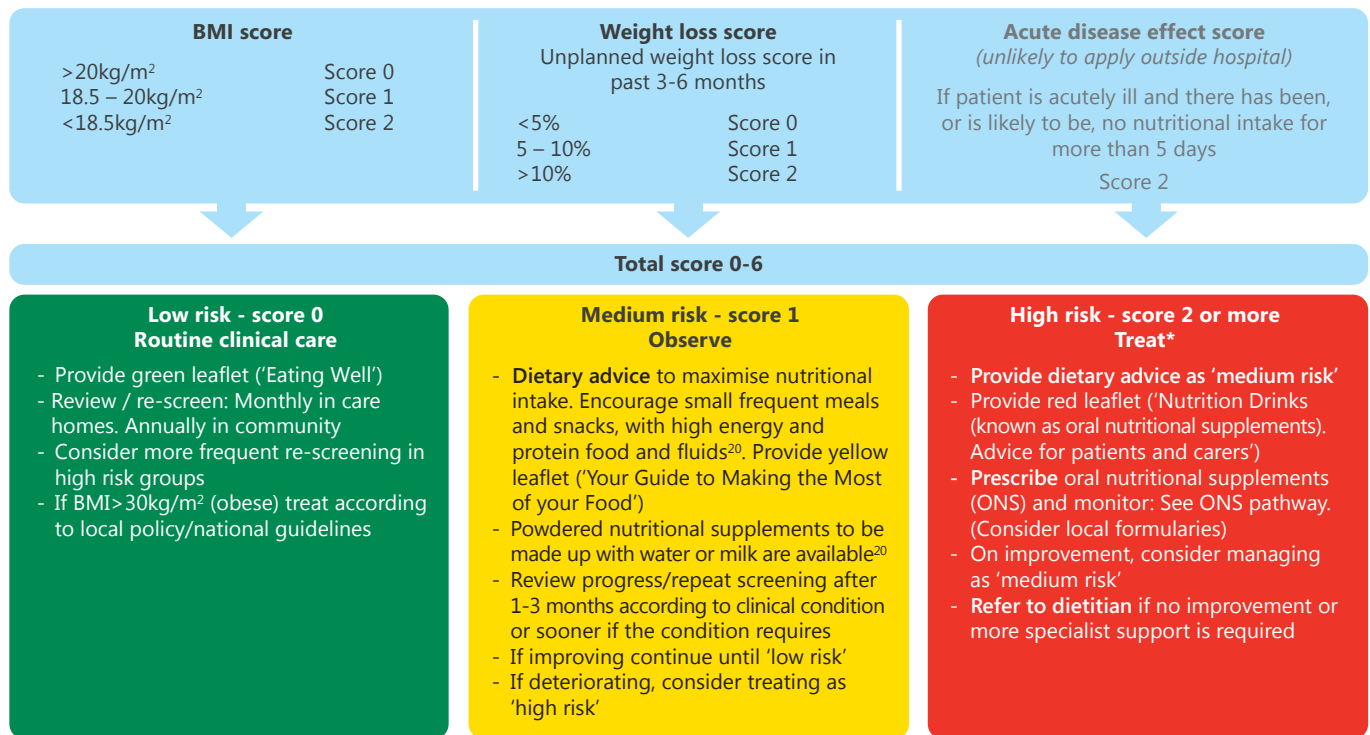 BMI score
>20kg/m² Score 0
18.5 – 20kg/m² Score 1
<18.5kg/m² Score 2
Weight loss score
Unplanned weight loss score in
past 3-6 months
<5% Score 0
5 – 10% Score 1
>10% Score 2
Acute disease effect score
(unlikely to apply outside hospital)
If patient is acutely ill and there has been,
or is likely to be, no nutritional intake for
more than 5 days
Score 2
Total score 0-6
Low risk - score 0
Routine clinical care
- Provide green leaflet (‘Eating Well’)
- Review / re-screen: Monthly in care
homes. Annually in community
- Consider more frequent re-screening in
high risk groups
- If BMI>30kg/m² (obese) treat according
to local policy/national guidelines
Medium risk - score 1
Observe
- Dietary advice to maximise nutritional
intake. Encourage small frequent meals
and snacks, with high energy and
protein food and fluids²⁰. Provide yellow
leaflet (‘Your Guide to Making the Most
of your Food’)
- Powdered nutritional supplements to be
made up with water or milk are available²⁰
- Review progress/repeat screening after
1-3 months according to clinical condition
or sooner if the condition requires
- If improving continue until ‘low risk’
- If deteriorating, consider treating as
‘high risk’
High risk - score 2 or more
Treat*
- Provide dietary advice as ‘medium risk’
- Provide red leaflet (‘Nutrition Drinks
(known as oral nutritional supplements).
Advice for patients and carers’)
- Prescribe oral nutritional supplements
(ONS) and monitor: See ONS pathway.
(Consider local formularies)
- On improvement, consider managing
as ‘medium risk’
- Refer to dietitian if no improvement or
more specialist support is required